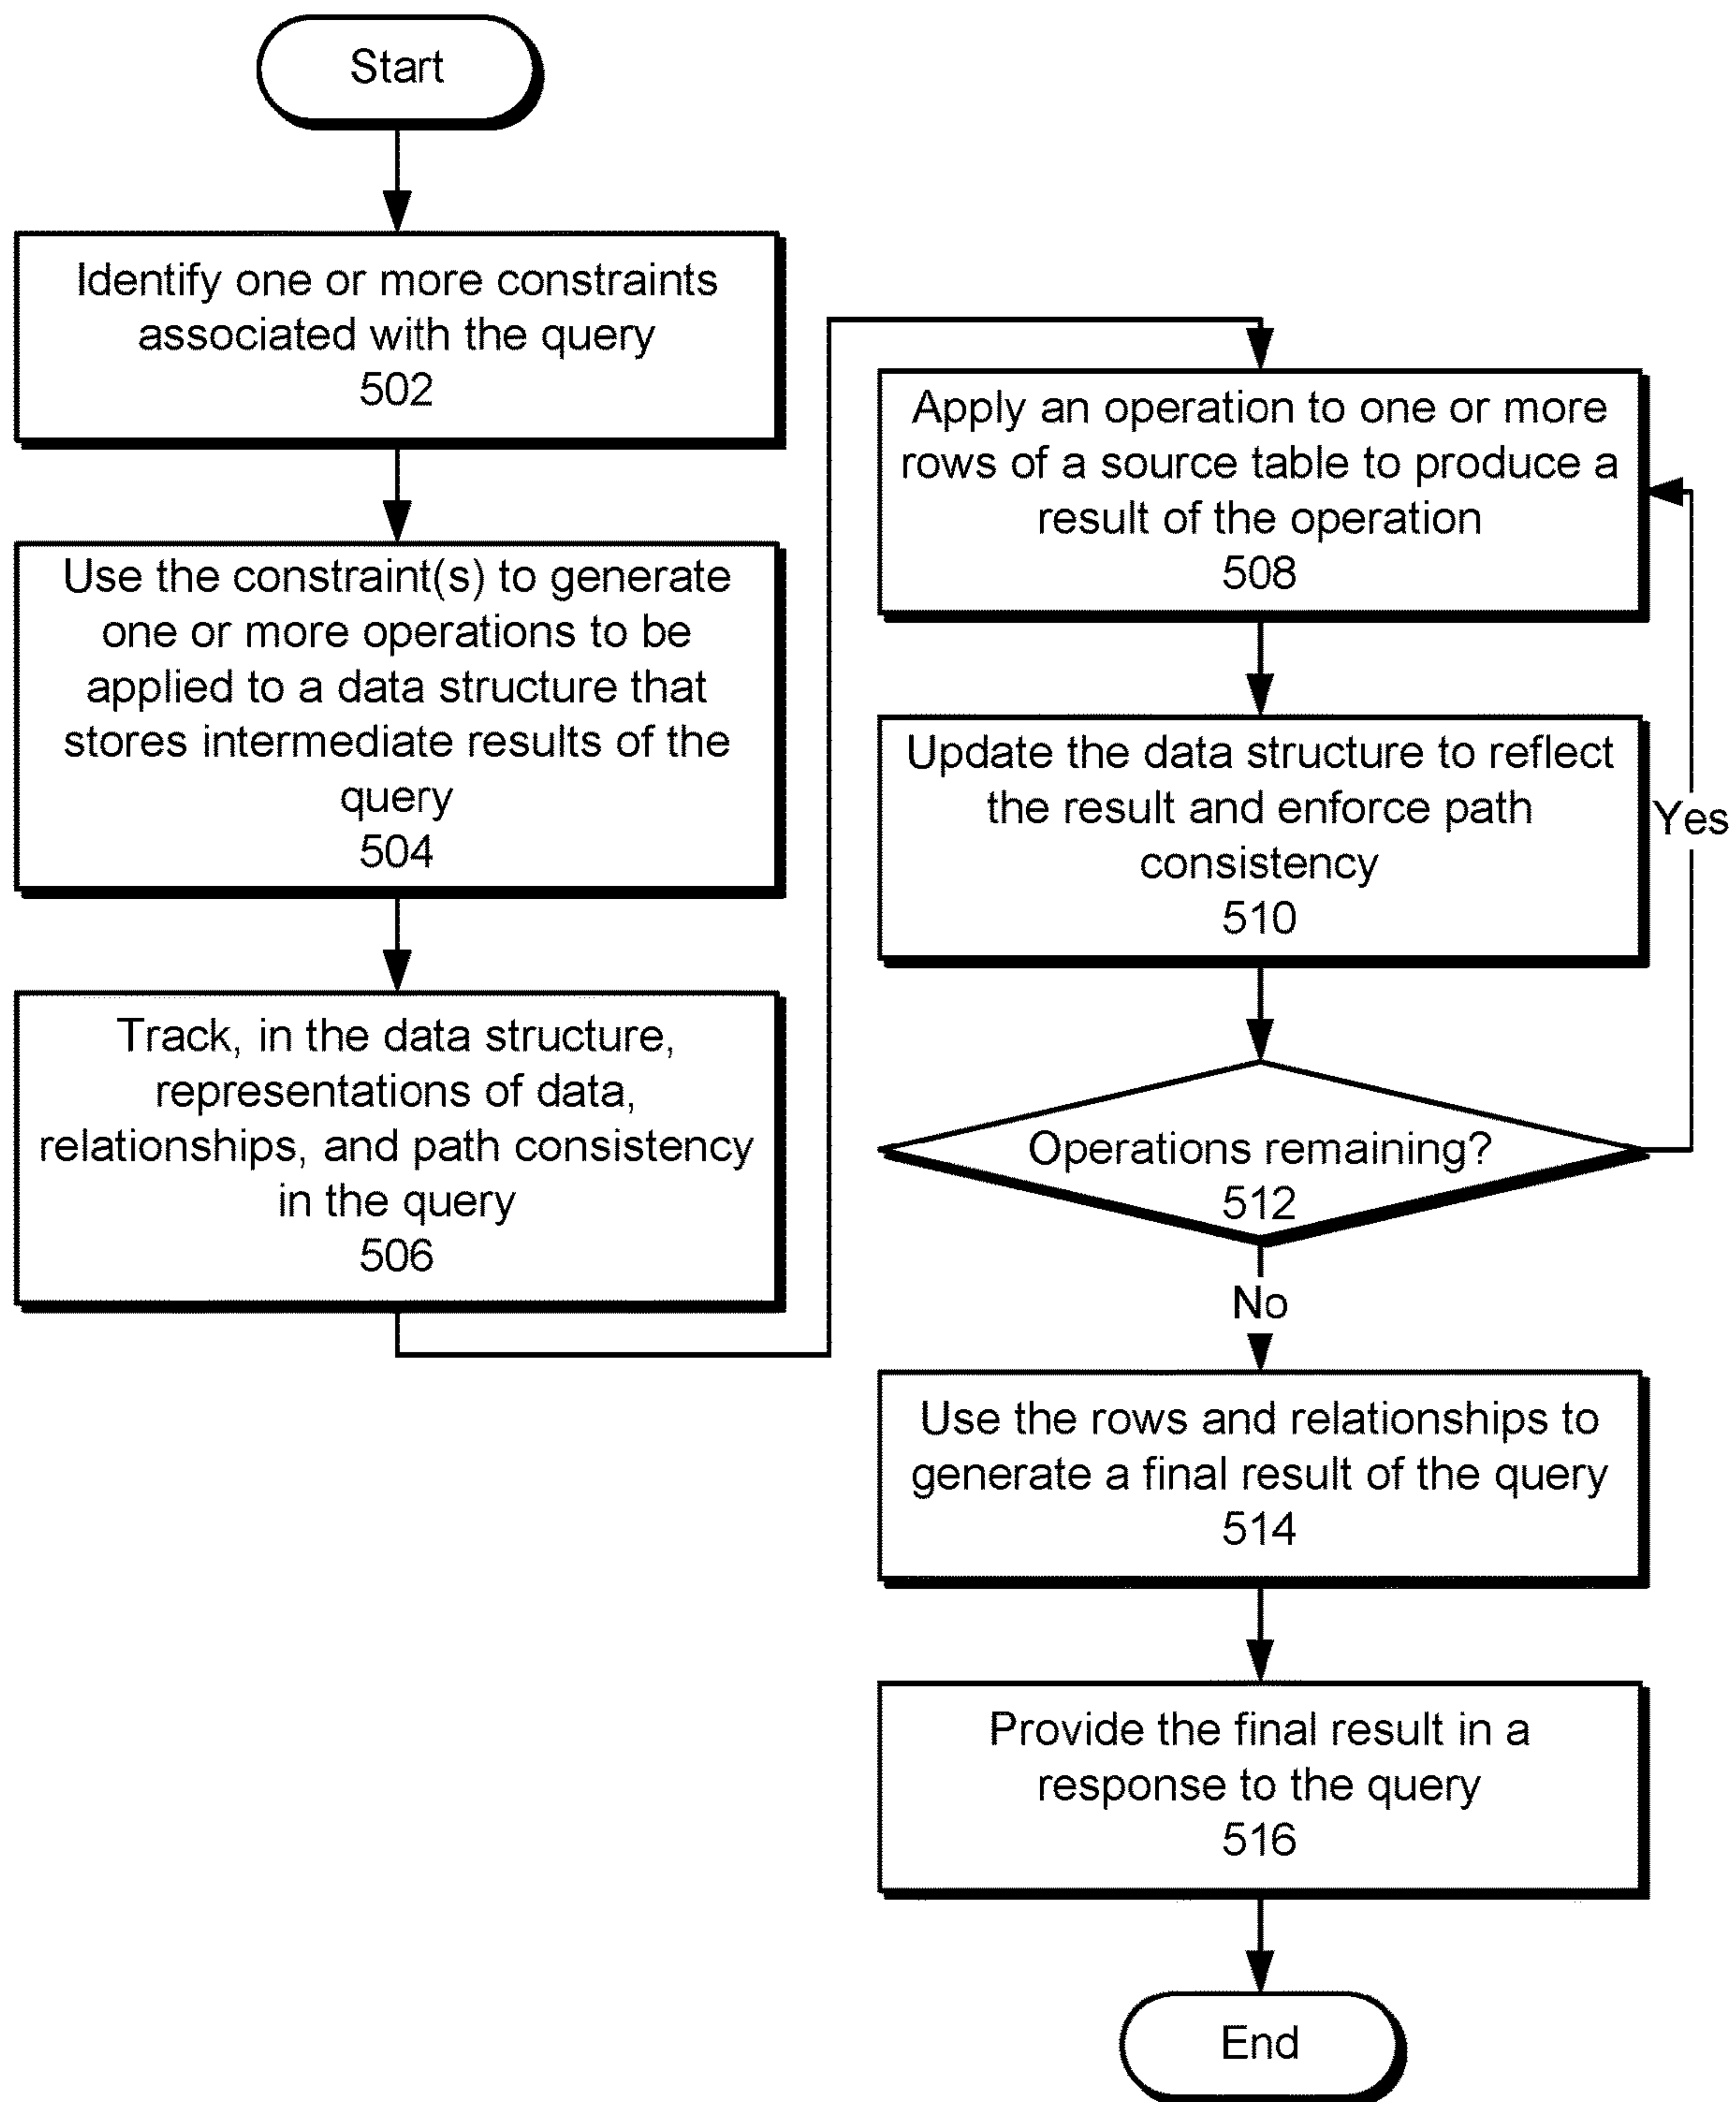 Start
Identify one or more constraints
associated with the query
502
Use the constraint(s) to generate
one or more operations to be
applied to a data structure that
stores intermediate results of the
query
504
Track, in the data structure,
representations of data,
relationships, and path consistency
in the query
506
Apply an operation to one or more
rows of a source table to produce a
result of the operation
508
Update the data structure to reflect
the result and enforce path
consistency
510
Yes
Operations remaining?
512
No
Use the rows and relationships to
generate a final result of the query
514
Provide the final result in a
response to the query
516
End